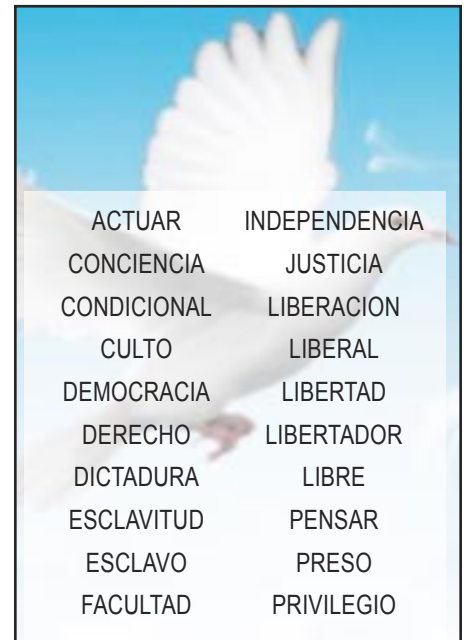 ACTUAR
CONCIENCIA
CONDICIONAL
CULTO
DEMOCRACIA
DERECHO
DICTADURA
ESCLAVITUD
ESCLAVO
FACULTAD
INDEPENDENCIA
JUSTICIA
LIBERACION
LIBERAL
LIBERTAD
LIBERTADOR
LIBRE
PENSAR
PRESO
PRIVILEGIO